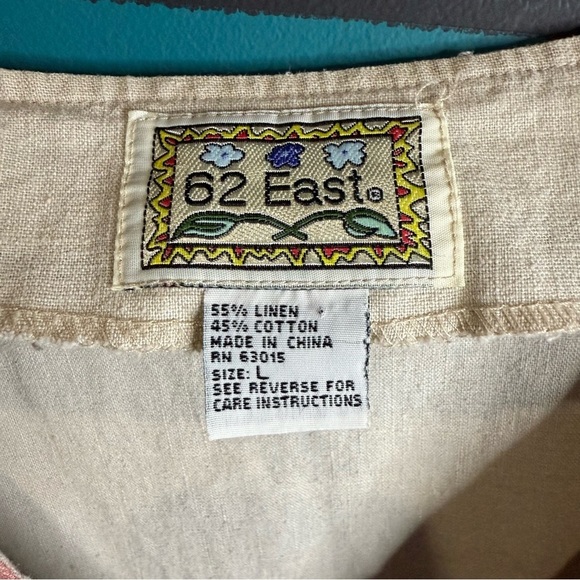 62 East®
55% LINEN
45% COTTON
MADE IN CHINA
RN 63015
SIZE: L
SEE REVERSE FOR
CARE INSTRUCTIONS